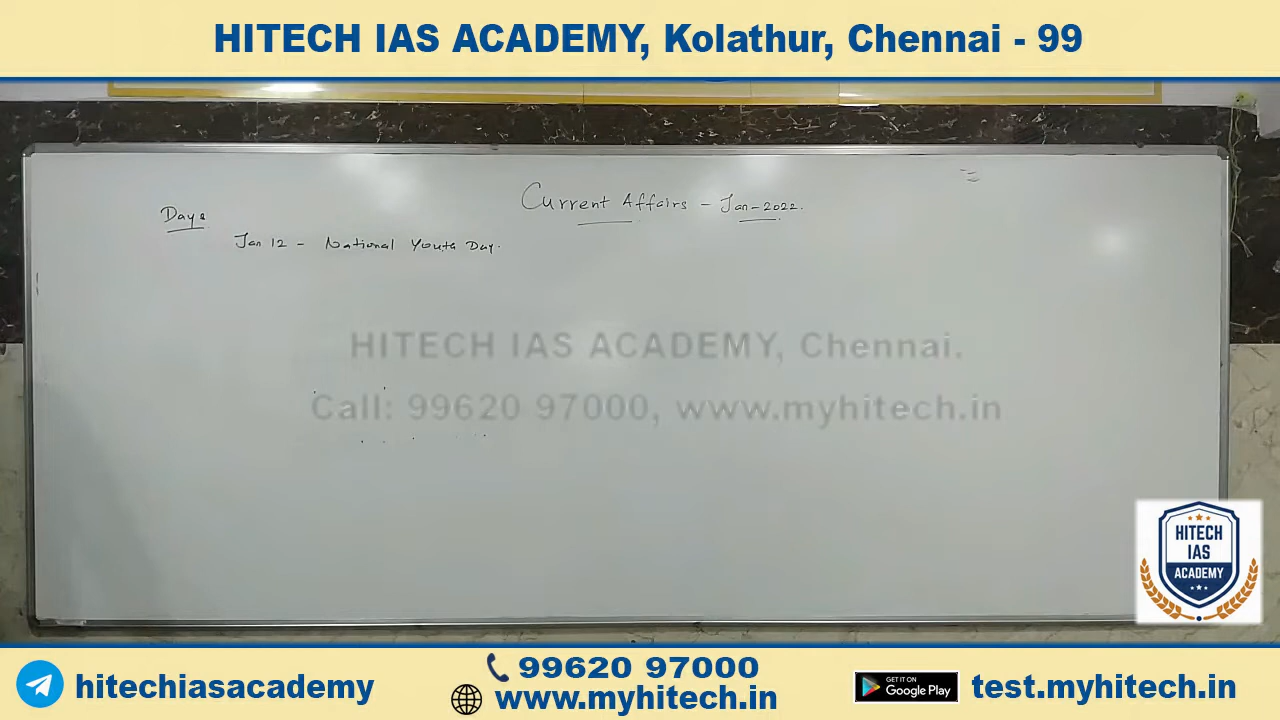 HITECH IAS ACADEMY, Kolathur, Chennai - 99
Current Affairs - Jan-2022.
Days
Jan 12 - National Youth Day.
HITECH IAS ACADEMY, Chennai.
Call: 99620 97000, www.myhitech.in
HITECH
IAS
ACADEMY
hitechiasacademy
99620 97000
www.myhitech.in
GET IT ON
Google Play
test.myhitech.in